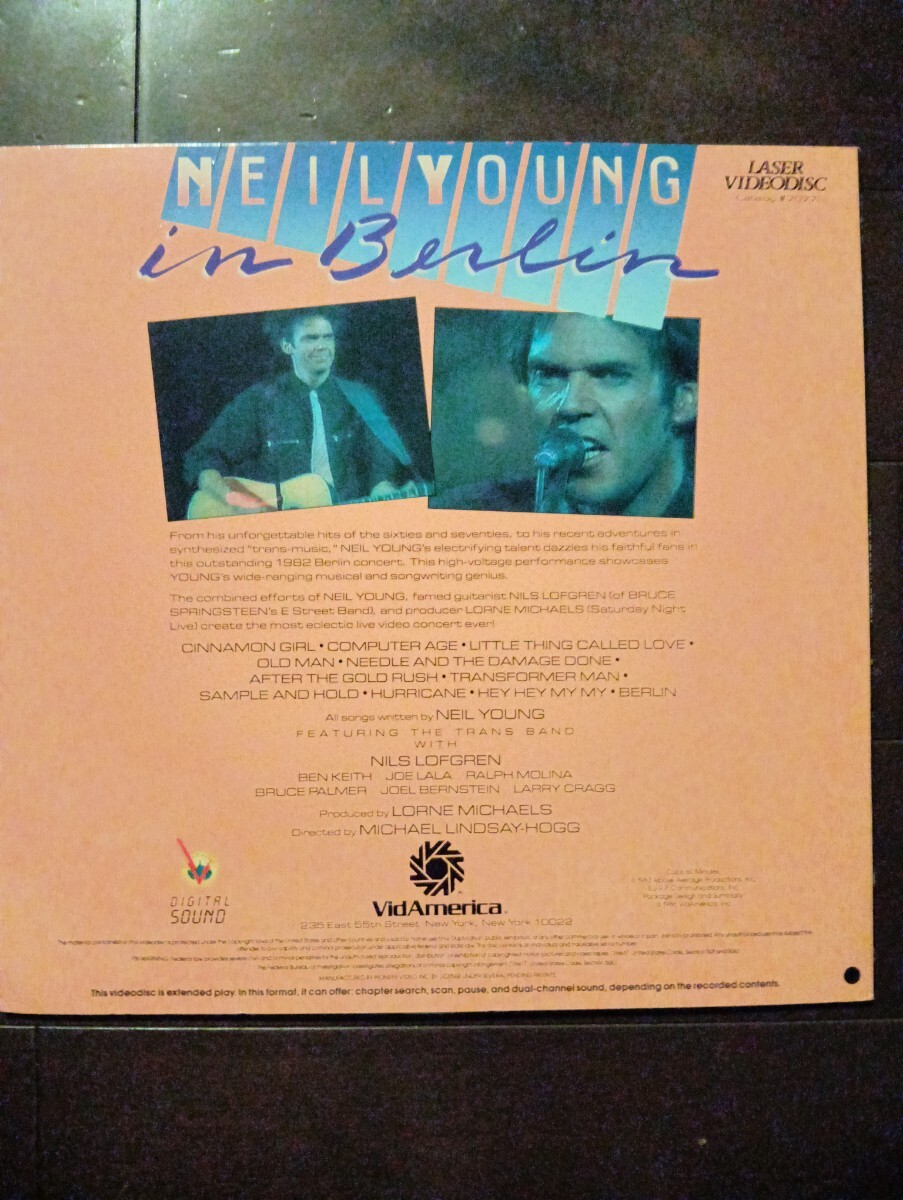 NEIL YOUNG
in Berlin
LASER
VIDEODISC
From his unforgettable hits of the sixties and seventies, to his recent adventures in
synthesized "trans-music," NEIL YOUNG's electrifying talent dazzles his faithful fans in
this outstanding 1982 Berlin concert. This high-voltage performance showcases
YOUNG's wide-ranging musical and songwriting genius.
The combined efforts of NEIL YOUNG, famed guitarist NILS LOFGREN (of BRUCE
SPRINGSTEEN's E Street Band), and producer LORNE MICHAELS (Saturday Night
Live) create the most eclectic live video concert ever!
CINNAMON GIRL • COMPUTER AGE • LITTLE THING CALLED LOVE •
OLD MAN • NEEDLE AND THE DAMAGE DONE •
AFTER THE GOLD RUSH • TRANSFORMER MAN •
SAMPLE AND HOLD • HURRICANE • HEY HEY MY MY • BERLIN
All songs written by NEIL YOUNG
FEATURING THE TRANS BAND
WITH
NILS LOFGREN
BEN KEITH JOE LALA RALPH MOLINA
BRUCE PALMER JOEL BERNSTEIN LARRY CRAGG
Produced by LORNE MICHAELS
Directed by MICHAEL LINDSAY-HOGG
DIGITAL
SOUND
VidAmerica
235 East 55th Street, New York, New York 10022
Package Design and Summary
This videodisc is extended play. In this format, it can offer: chapter search, scan, pause, and dual-channel sound, depending on the recorded contents.